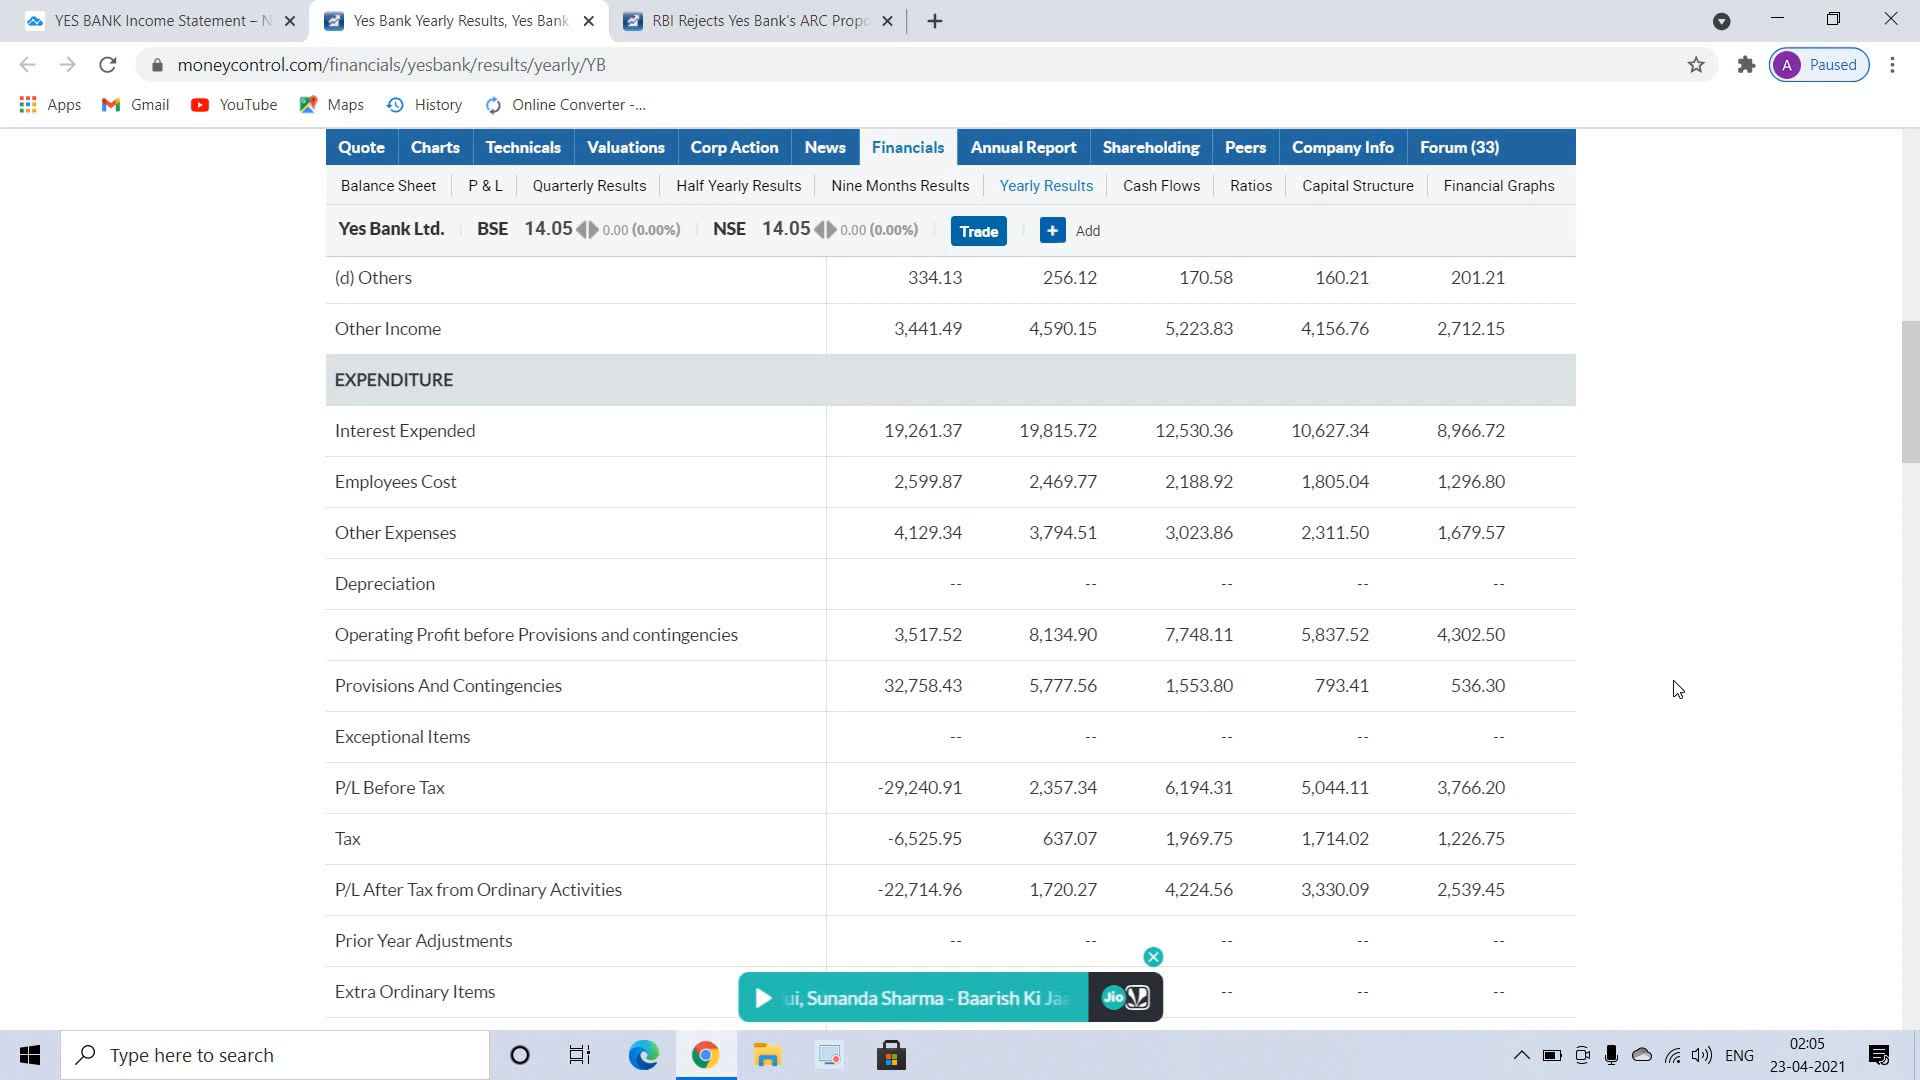 YES BANK Income Statement – N
Yes Bank Yearly Results, Yes Bank
RBI Rejects Yes Bank's ARC Propo
moneycontrol.com/financials/yesbank/results/yearly/YB
A Paused
Apps Gmail YouTube Maps History Online Converter -...
Quote Charts Technicals Valuations Corp Action News Financials Annual Report Shareholding Peers Company Info Forum (33)
Balance Sheet P & L Quarterly Results Half Yearly Results Nine Months Results Yearly Results Cash Flows Ratios Capital Structure Financial Graphs
Yes Bank Ltd. BSE 14.05 0.00 (0.00%) NSE 14.05 0.00 (0.00%) Trade + Add
(d) Others 334.13 256.12 170.58 160.21 201.21
Other Income 3,441.49 4,590.15 5,223.83 4,156.76 2,712.15
EXPENDITURE
Interest Expended 19,261.37 19,815.72 12,530.36 10,627.34 8,966.72
Employees Cost 2,599.87 2,469.77 2,188.92 1,805.04 1,296.80
Other Expenses 4,129.34 3,794.51 3,023.86 2,311.50 1,679.57
Depreciation -- -- -- -- --
Operating Profit before Provisions and contingencies 3,517.52 8,134.90 7,748.11 5,837.52 4,302.50
Provisions And Contingencies 32,758.43 5,777.56 1,553.80 793.41 536.30
Exceptional Items -- -- -- -- --
P/L Before Tax -29,240.91 2,357.34 6,194.31 5,044.11 3,766.20
Tax -6,525.95 637.07 1,969.75 1,714.02 1,226.75
P/L After Tax from Ordinary Activities -22,714.96 1,720.27 4,224.56 3,330.09 2,539.45
Prior Year Adjustments -- -- -- -- --
Extra Ordinary Items -- -- --
ui, Sunanda Sharma - Baarish Ki Jaa
Jio
Type here to search
ENG
02:05
23-04-2021